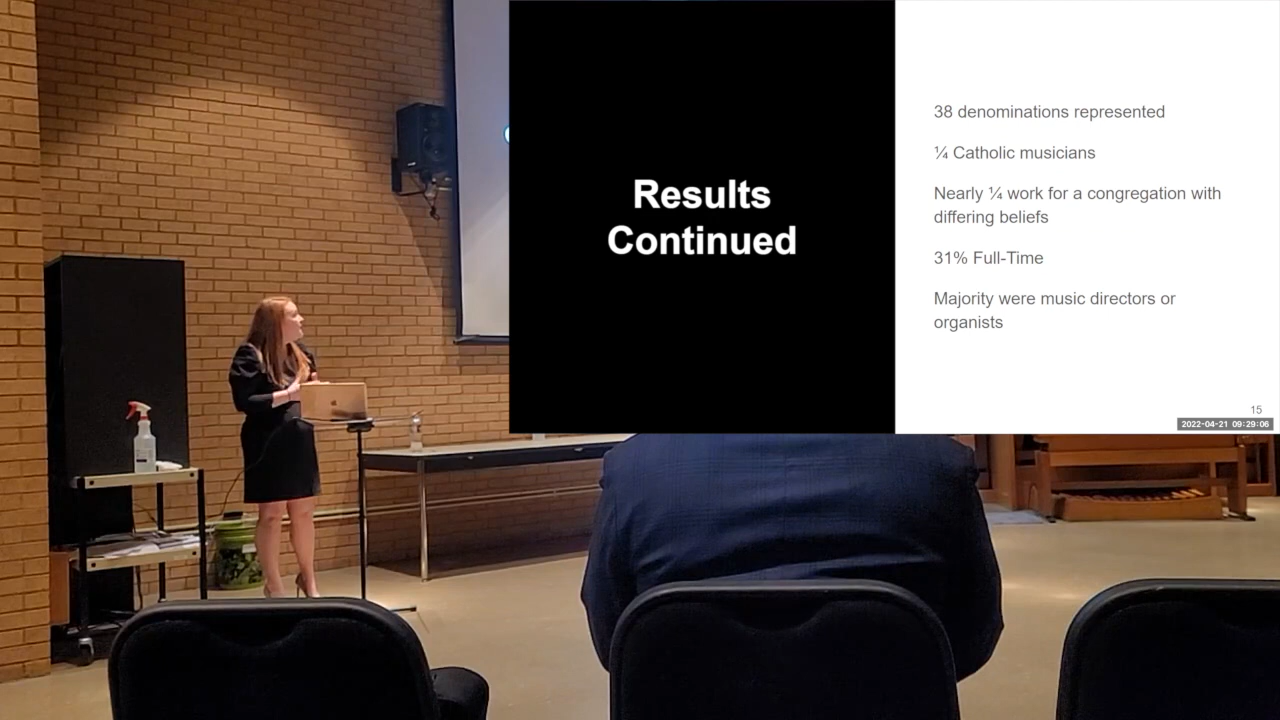 Results
Continued
38 denominations represented
¼ Catholic musicians
Nearly ¼ work for a congregation with
differing beliefs
31% Full-Time
Majority were music directors or
organists
15
2022-04-21 09:29:06